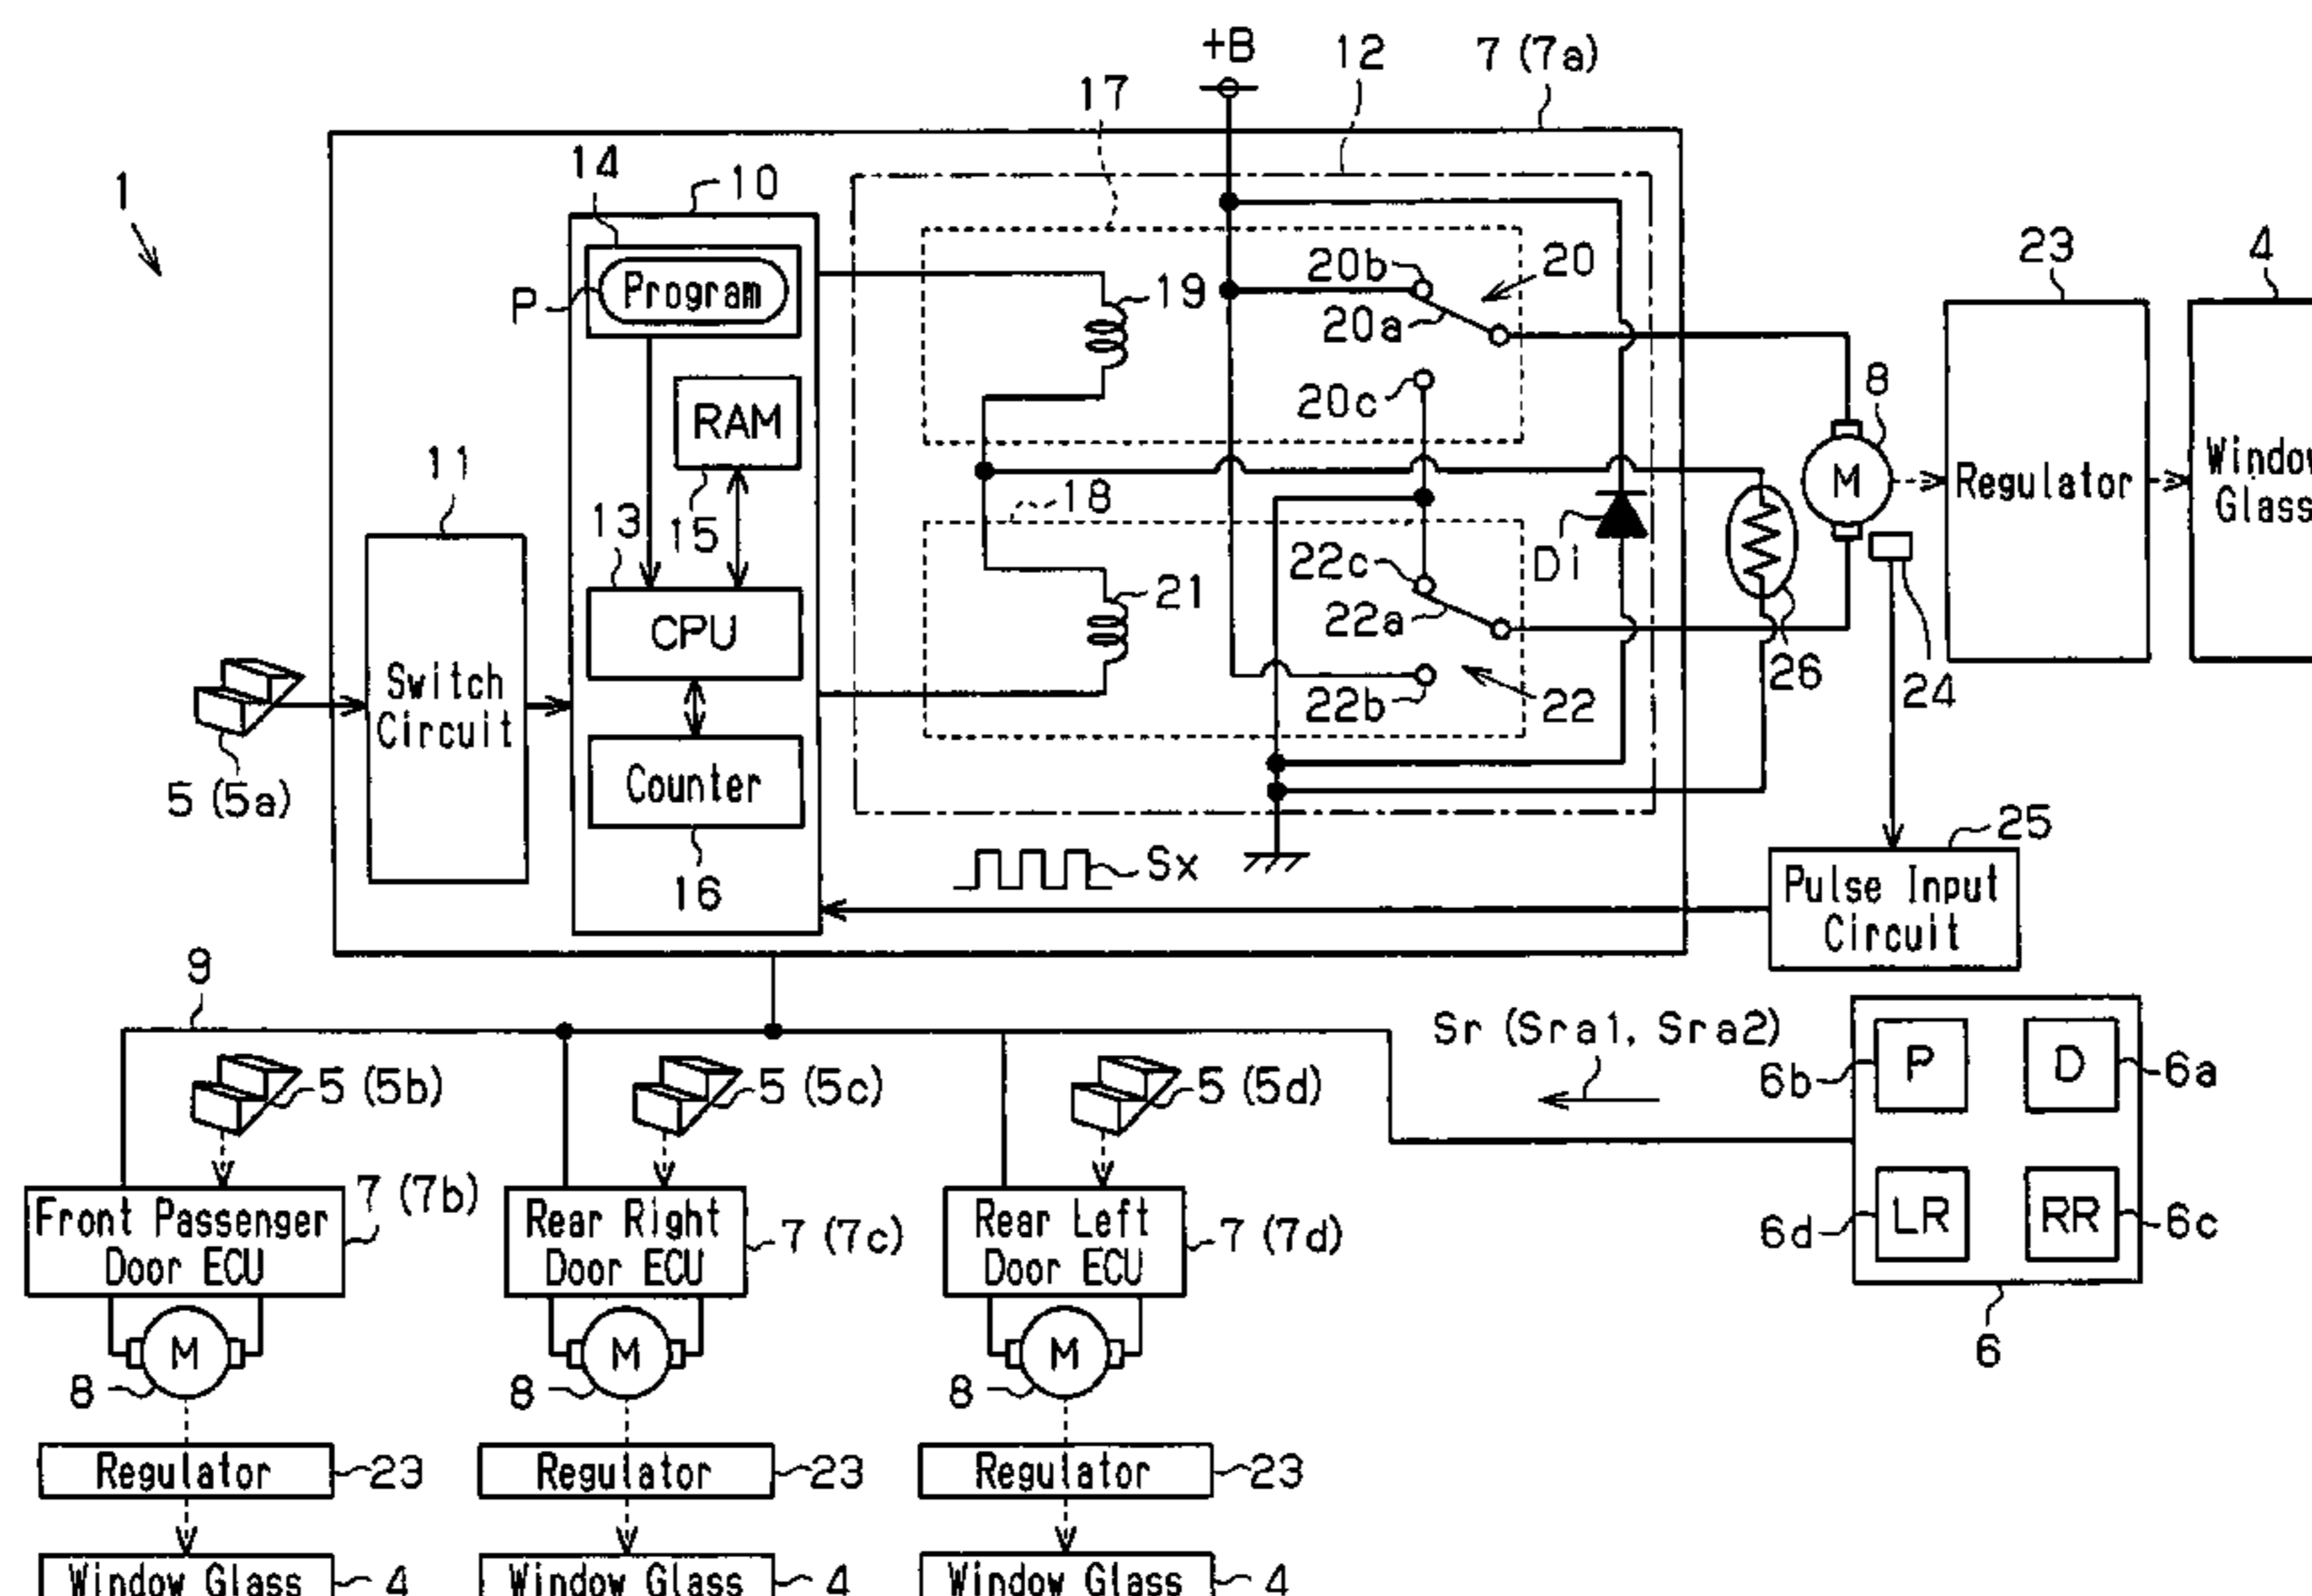 +B
12
7 (7a)
17
1
14
10
P
Program
19
20b
20
20a
20c
23
4
8
M
RAM
11
13
15
18
Di
Regulator
Window
Glass
CPU
21
22c
22a
22b
22
26
24
Switch
Circuit
5 (5a)
Counter
16
Sx
25
Pulse Input
Circuit
9
Sr (Sra1, Sra2)
6b
P
D
6a
5 (5b)
5 (5c)
5 (5d)
6d
LR
RR
6c
6
Front Passenger
Door ECU
7 (7b)
Rear Right
Door ECU
7 (7c)
Rear Left
Door ECU
7 (7d)
M
8
M
8
M
8
Regulator
23
Regulator
23
Regulator
23
Window Glass
4
Window Glass
4
Window Glass
4